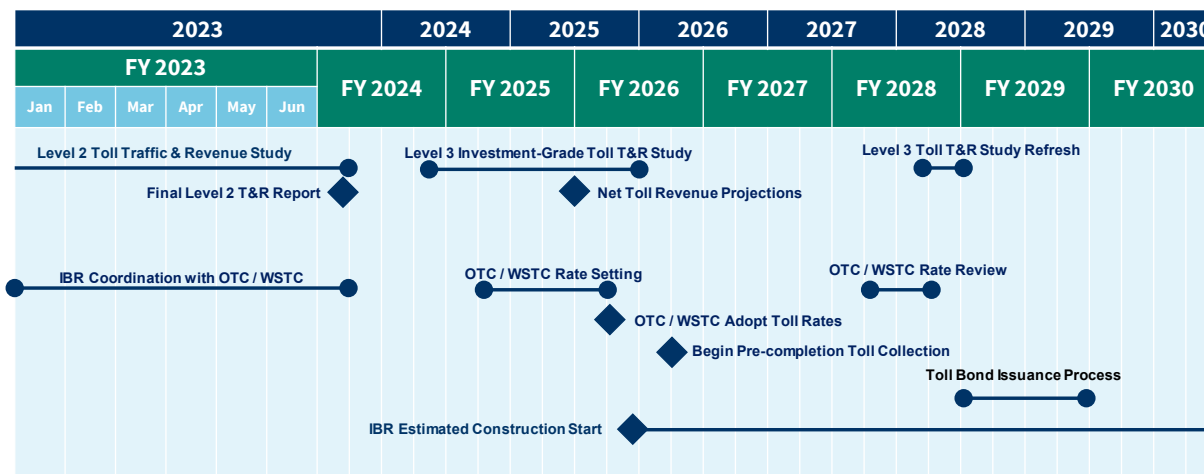 2023 2024 2025 2026 2027 2028 2029 2030
FY 2023
FY 2024 FY 2025 FY 2026 FY 2027 FY 2028 FY 2029 FY 2030
Jan Feb Mar Apr May Jun
Level 2 Toll Traffic & Revenue Study
Level 3 Investment-Grade Toll T&R Study
Level 3 Toll T&R Study Refresh
Final Level 2 T&R Report
Net Toll Revenue Projections
IBR Coordination with OTC / WSTC
OTC / WSTC Rate Setting
OTC / WSTC Rate Review
OTC / WSTC Adopt Toll Rates
Begin Pre-completion Toll Collection
Toll Bond Issuance Process
IBR Estimated Construction Start